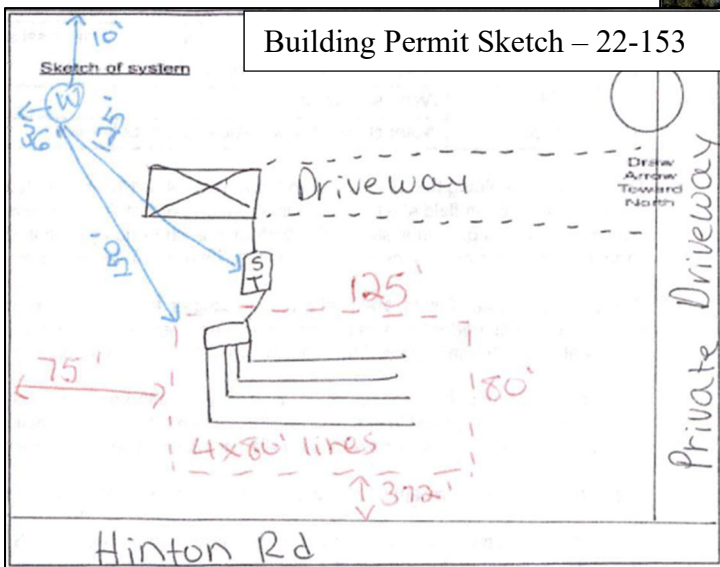 Building Permit Sketch – 22-153
10'
Sketch of system
W
36'
125'
Driveway
Draw
Arrow
Toward
North
Private Driveway
S
T
125'
75'
80'
4x80' lines
372'
Hinton Rd